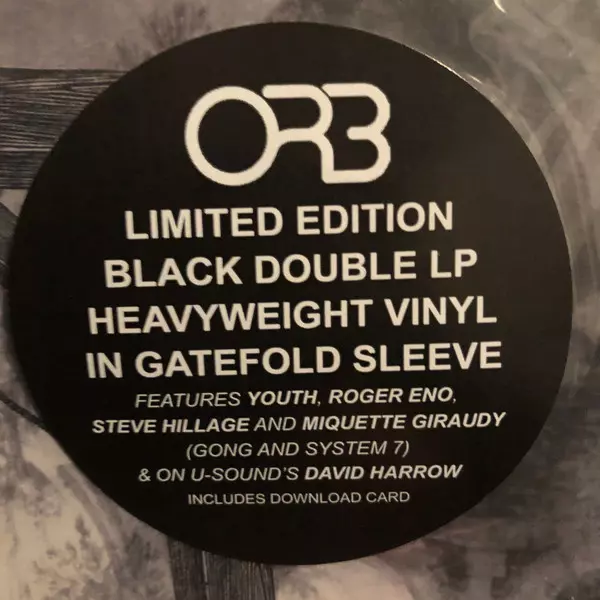 ORB
LIMITED EDITION
BLACK DOUBLE LP
HEAVYWEIGHT VINYL
IN GATEFOLD SLEEVE
FEATURES YOUTH, ROGER ENO,
STEVE HILLAGE AND MIQUETTE GIRAUDY
(GONG AND SYSTEM 7)
& ON U-SOUND'S DAVID HARROW
INCLUDES DOWNLOAD CARD